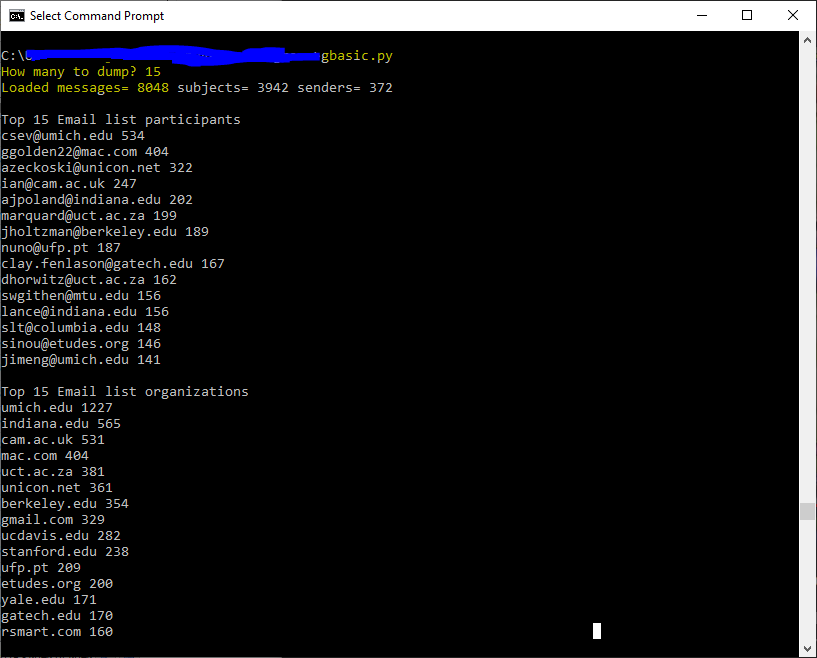 Select Command Prompt
C:\ gbasic.py
How many to dump? 15
Loaded messages= 8048 subjects= 3942 senders= 372
Top 15 Email list participants
csev@umich.edu 534
ggolden22@mac.com 404
azeckoski@unicon.net 322
ian@cam.ac.uk 247
ajpoland@indiana.edu 202
marquard@uct.ac.za 199
jholtzman@berkeley.edu 189
nuno@ufp.pt 187
clay.fenlason@gatech.edu 167
dhorwitz@uct.ac.za 162
swgithen@mtu.edu 156
lance@indiana.edu 156
slt@columbia.edu 148
sinou@etudes.org 146
jimeng@umich.edu 141
Top 15 Email list organizations
umich.edu 1227
indiana.edu 565
cam.ac.uk 531
mac.com 404
uct.ac.za 381
unicon.net 361
berkeley.edu 354
gmail.com 329
ucdavis.edu 282
stanford.edu 238
ufp.pt 209
etudes.org 200
yale.edu 171
gatech.edu 170
rsmart.com 160